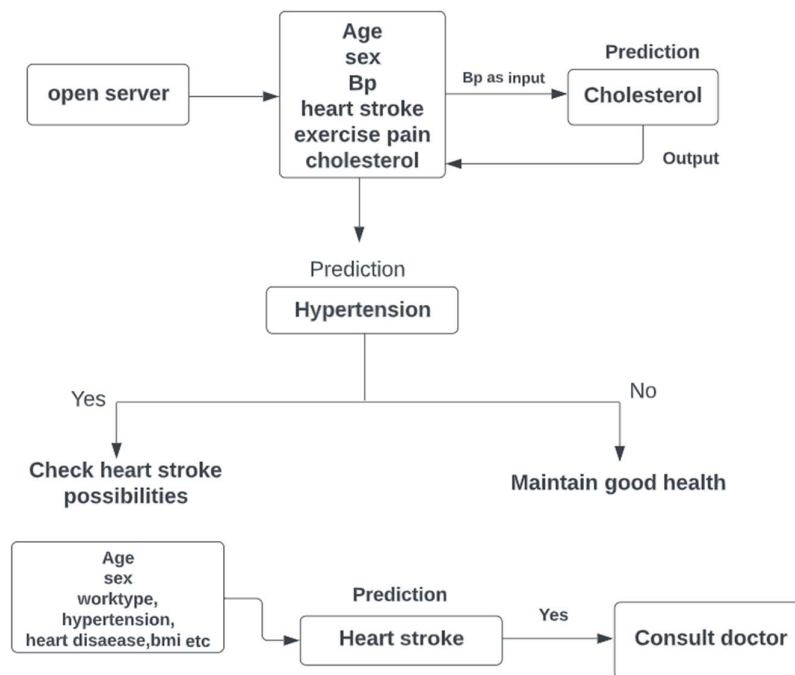 open server
Age
sex
Bp
heart stroke
exercise pain
cholesterol
Bp as input
Prediction
Cholesterol
Output
Prediction
Hypertension
Yes
No
Check heart stroke
possibilities
Maintain good health
Age
sex
worktype,
hypertension,
heart disaease,bmi etc
Prediction
Heart stroke
Yes
Consult doctor